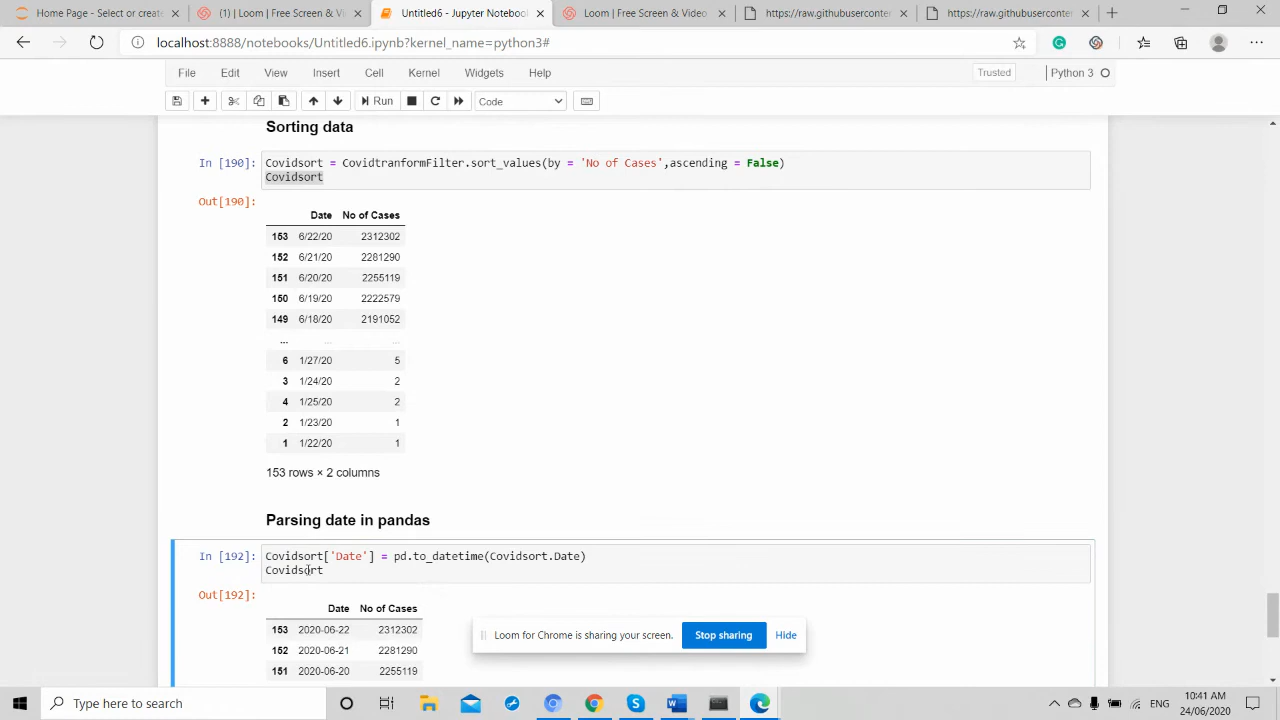 Home Page - Select or create
(1) | Loom | Free Screen & Vide
Untitled6 - Jupyter Notebook
Loom | Free Screen & Video
https://raw.githubuserconter
https://raw.githubuserconter
localhost:8888/notebooks/Untitled6.ipynb?kernel_name=python3#
File Edit View Insert Cell Kernel Widgets Help Trusted Python 3
Run Code
Sorting data
In [190]: Covidsort = CovidtranformFilter.sort_values(by = 'No of Cases',ascending = False)
Covidsort
Out[190]:
Date No of Cases
153 6/22/20 2312302
152 6/21/20 2281290
151 6/20/20 2255119
150 6/19/20 2222579
149 6/18/20 2191052
... ... ...
6 1/27/20 5
3 1/24/20 2
4 1/25/20 2
2 1/23/20 1
1 1/22/20 1
153 rows × 2 columns
Parsing date in pandas
In [192]: Covidsort['Date'] = pd.to_datetime(Covidsort.Date)
Covidsort
Out[192]:
Date No of Cases
153 2020-06-22 2312302
152 2020-06-21 2281290
151 2020-06-20 2255119
Loom for Chrome is sharing your screen. Stop sharing Hide
Type here to search
ENG
10:41 AM
24/06/2020